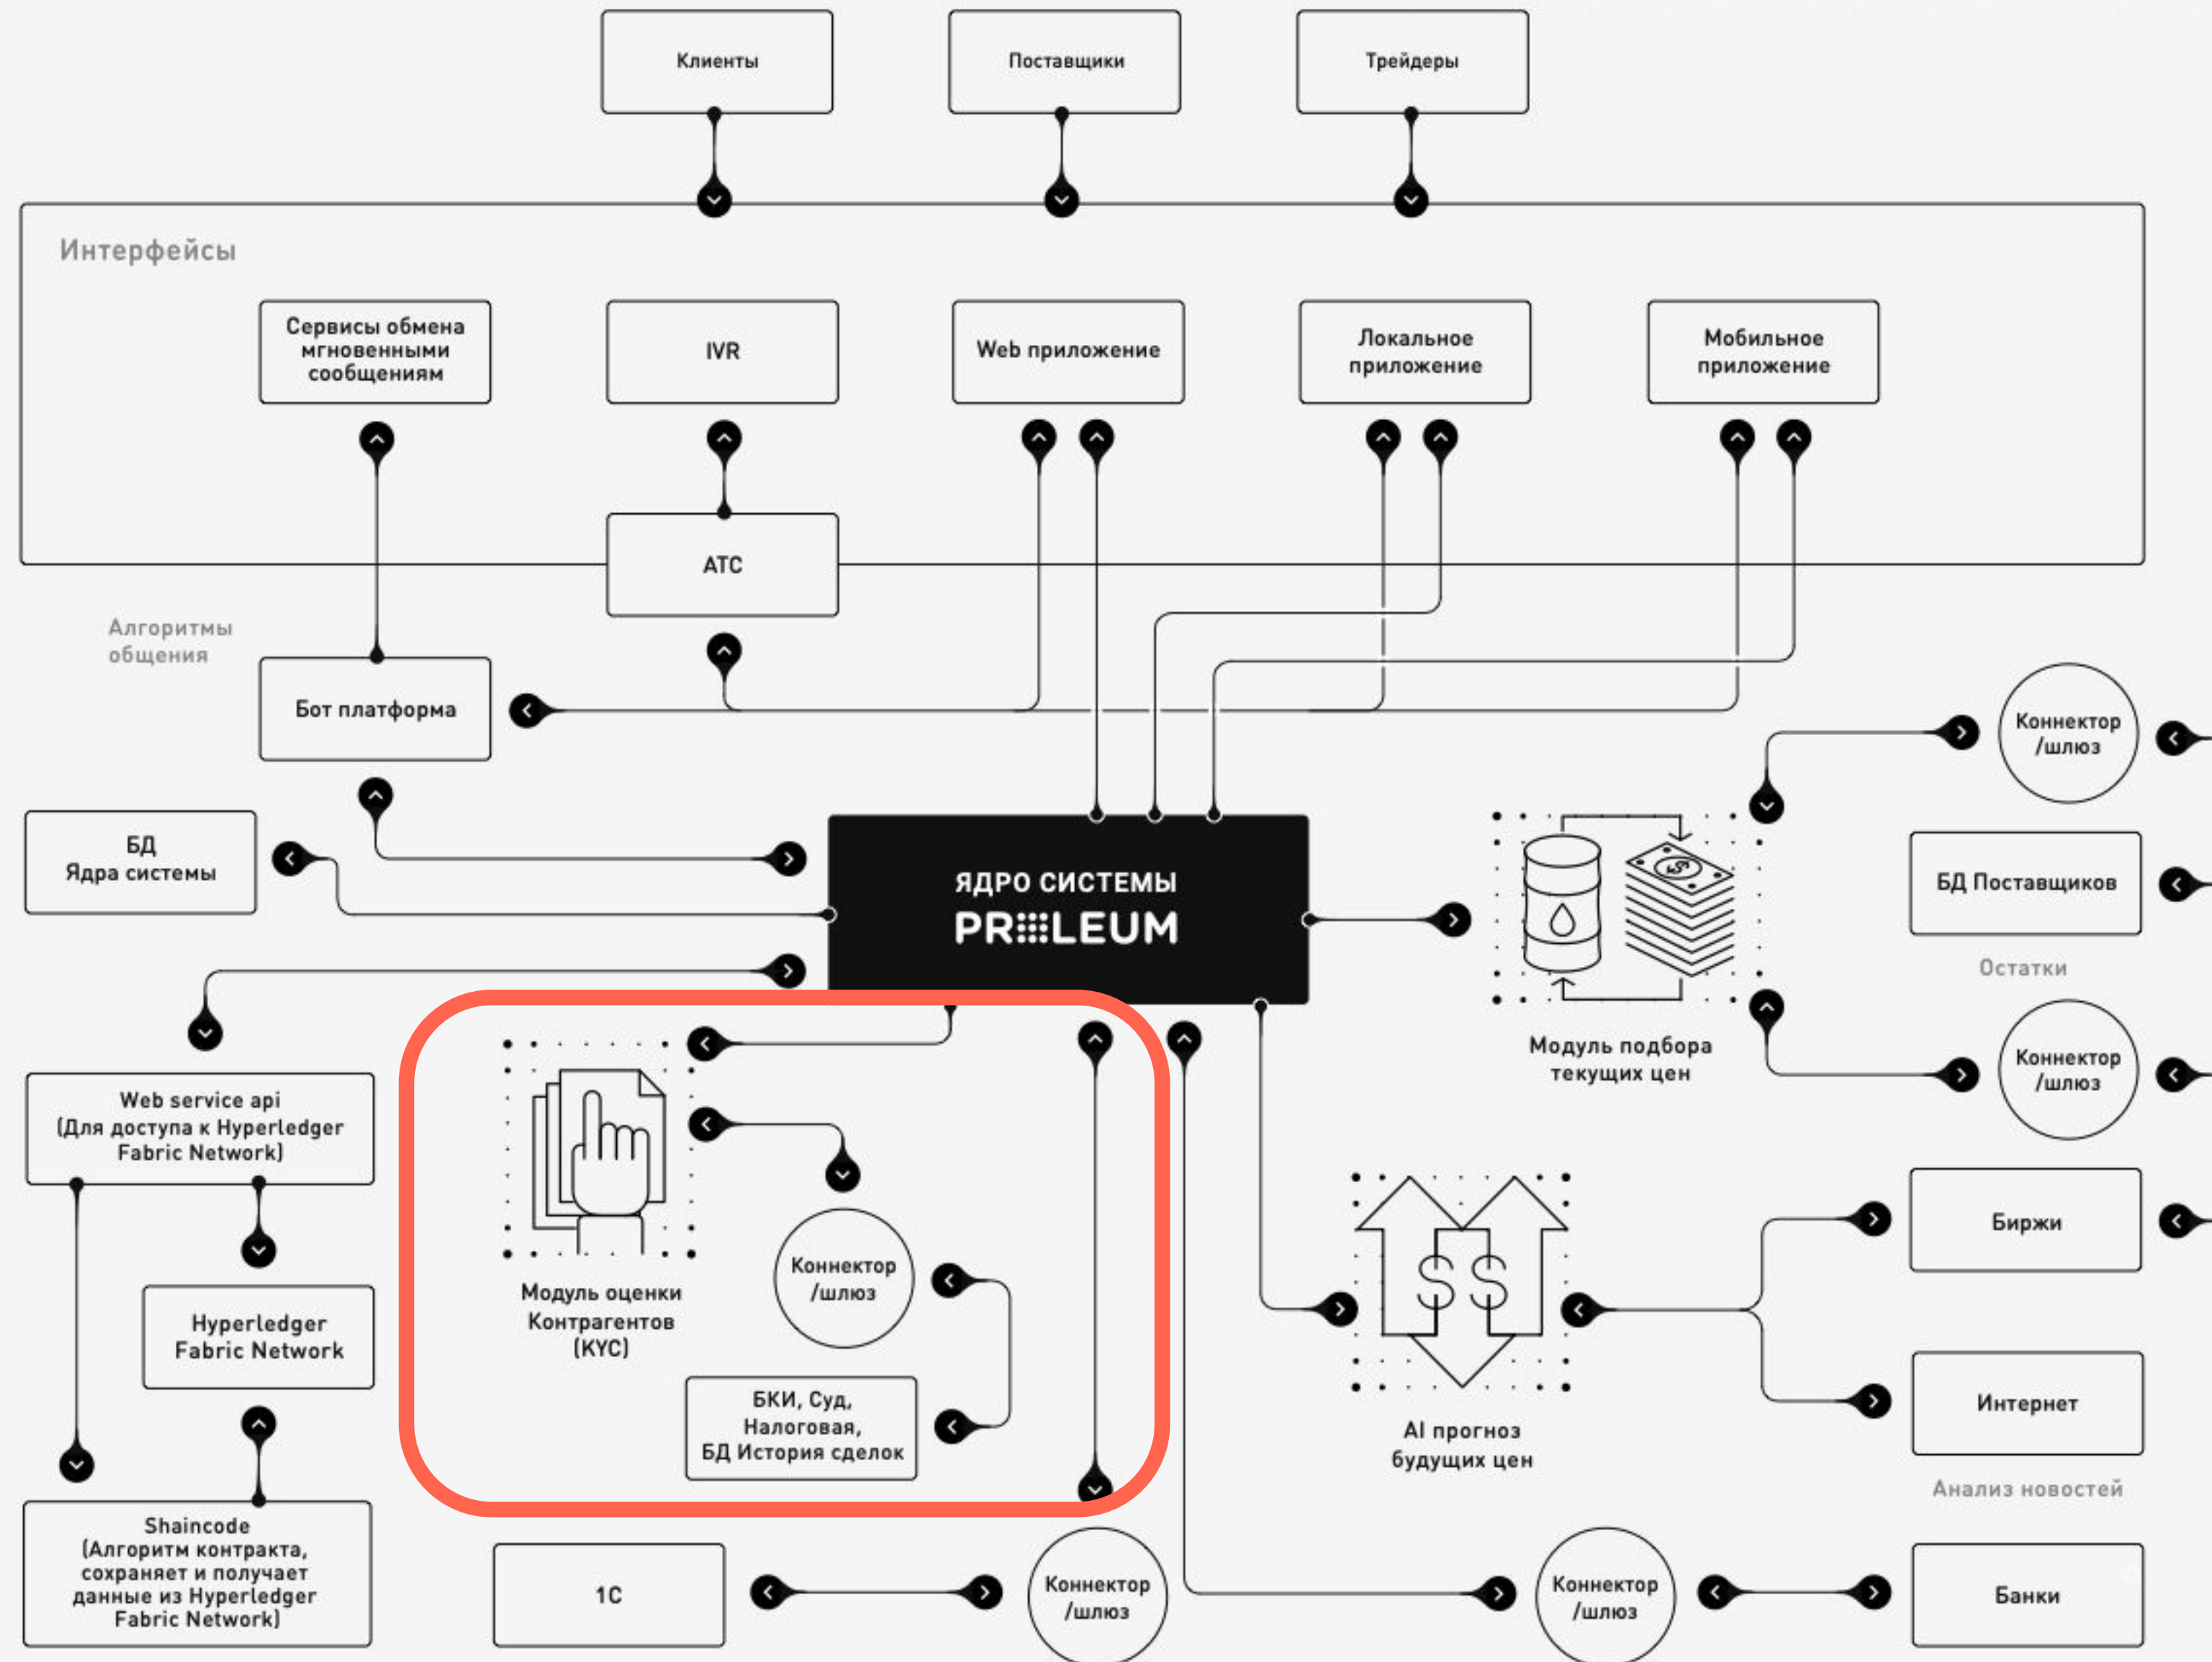 Клиенты
Поставщики
Трейдеры
Интерфейсы
Сервисы обмена
мгновенными
сообщениям
IVR
Web приложение
Локальное
приложение
Мобильное
приложение
АТС
Алгоритмы
общения
Бот платформа
Коннектор
/шлюз
БД
Ядра системы
ЯДРО СИСТЕМЫ
PROLEUM
БД Поставщиков
Остатки
Модуль подбора
текущих цен
Коннектор
/шлюз
Web service api
(Для доступа к Hyperledger
Fabric Network)
Hyperledger
Fabric Network
Модуль оценки
Контрагентов
(KYC)
Коннектор
/шлюз
БКИ, Суд,
Налоговая,
БД История сделок
Биржи
AI прогноз
будущих цен
Интернет
Анализ новостей
Shaincode
(Алгоритм контракта,
сохраняет и получает
данные из Hyperledger
Fabric Network)
1С
Коннектор
/шлюз
Коннектор
/шлюз
Банки